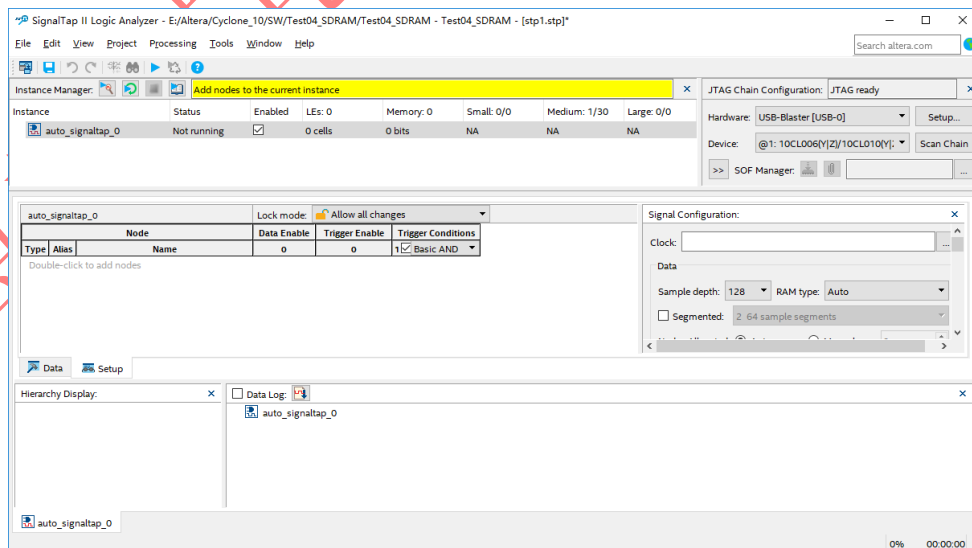 SignalTap II Logic Analyzer - E:/Altera/Cyclone_10/SW/Test04_SDRAM/Test04_SDRAM - Test04_SDRAM - [stp1.stp]*
File Edit View Project Processing Tools Window Help
Search altera.com
Instance Manager: Add nodes to the current instance
JTAG Chain Configuration: JTAG ready
Instance Status Enabled LEs: 0 Memory: 0 Small: 0/0 Medium: 1/30 Large: 0/0
auto_signaltap_0 Not running 0 cells 0 bits NA NA NA
Hardware: USB-Blaster [USB-0] Setup...
Device: @1: 10CL006(Y|Z)/10CL010(Y|; Scan Chain
>> SOF Manager: ...
auto_signaltap_0 Lock mode: Allow all changes
Node Data Enable Trigger Enable Trigger Conditions
Type Alias Name 0 0 1 Basic AND
Double-click to add nodes
Signal Configuration:
Clock: ...
Data
Sample depth: 128 RAM type: Auto
Segmented: 2 64 sample segments
Data Setup
Hierarchy Display:
Data Log:
auto_signaltap_0
auto_signaltap_0
0% 00:00:00